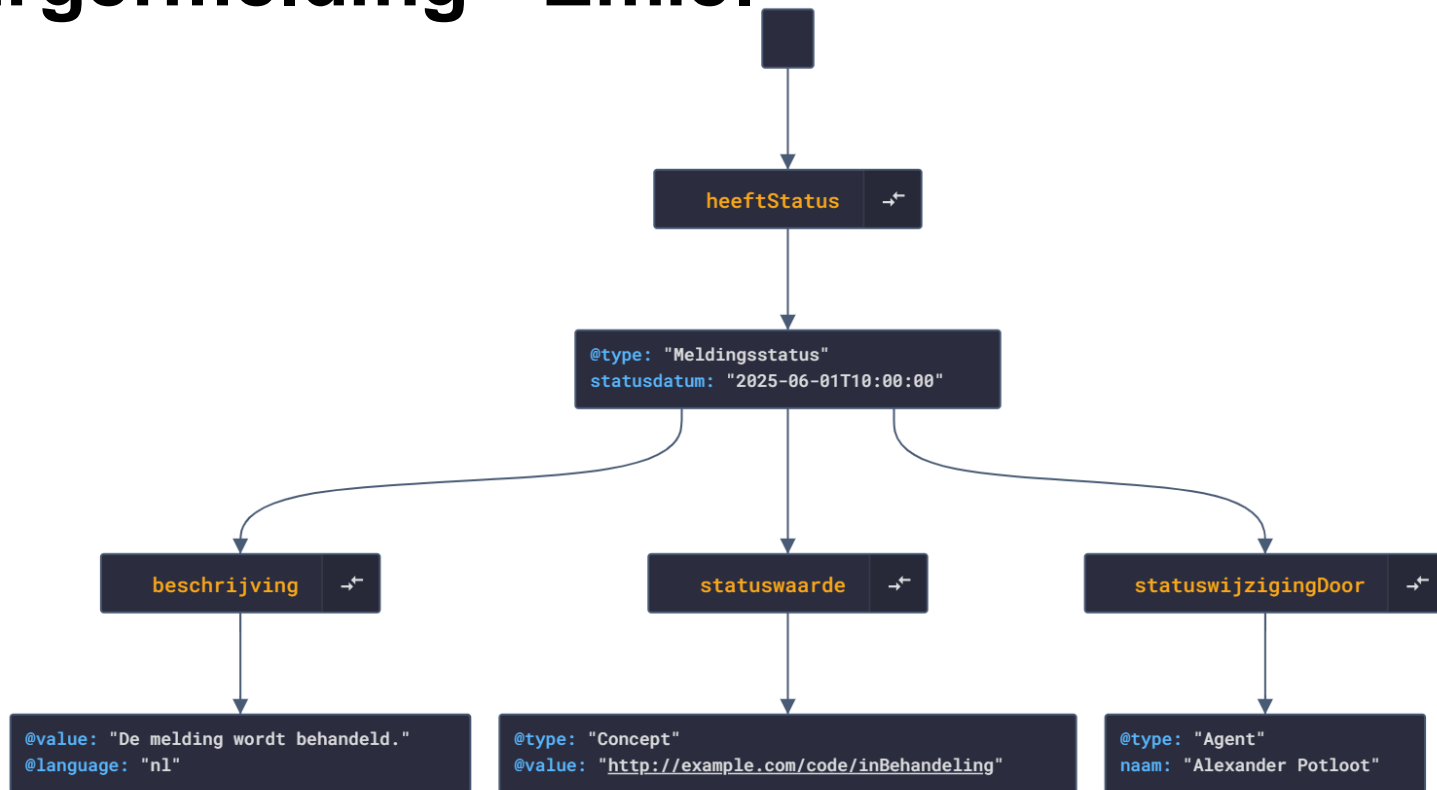 heeftStatus
@type: "Meldingsstatus"
statusdatum: "2025-06-01T10:00:00"
beschrijving
statuswaarde
statuswijzigingDoor
@value: "De melding wordt behandeld."
@language: "nl"
@type: "Concept"
@value: "http://example.com/code/inBehandeling"
@type: "Agent"
naam: "Alexander Potloot"